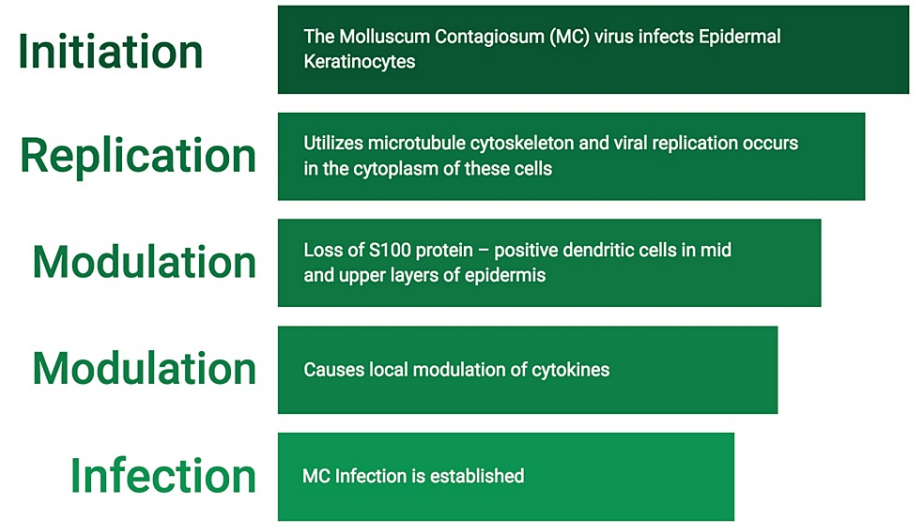 Initiation
The Molluscum Contagiosum (MC) virus infects Epidermal
Keratinocytes
Replication
Utilizes microtubule cytoskeleton and viral replication occurs
in the cytoplasm of these cells
Modulation
Loss of S100 protein – positive dendritic cells in mid
and upper layers of epidermis
Modulation
Causes local modulation of cytokines
Infection
MC Infection is established